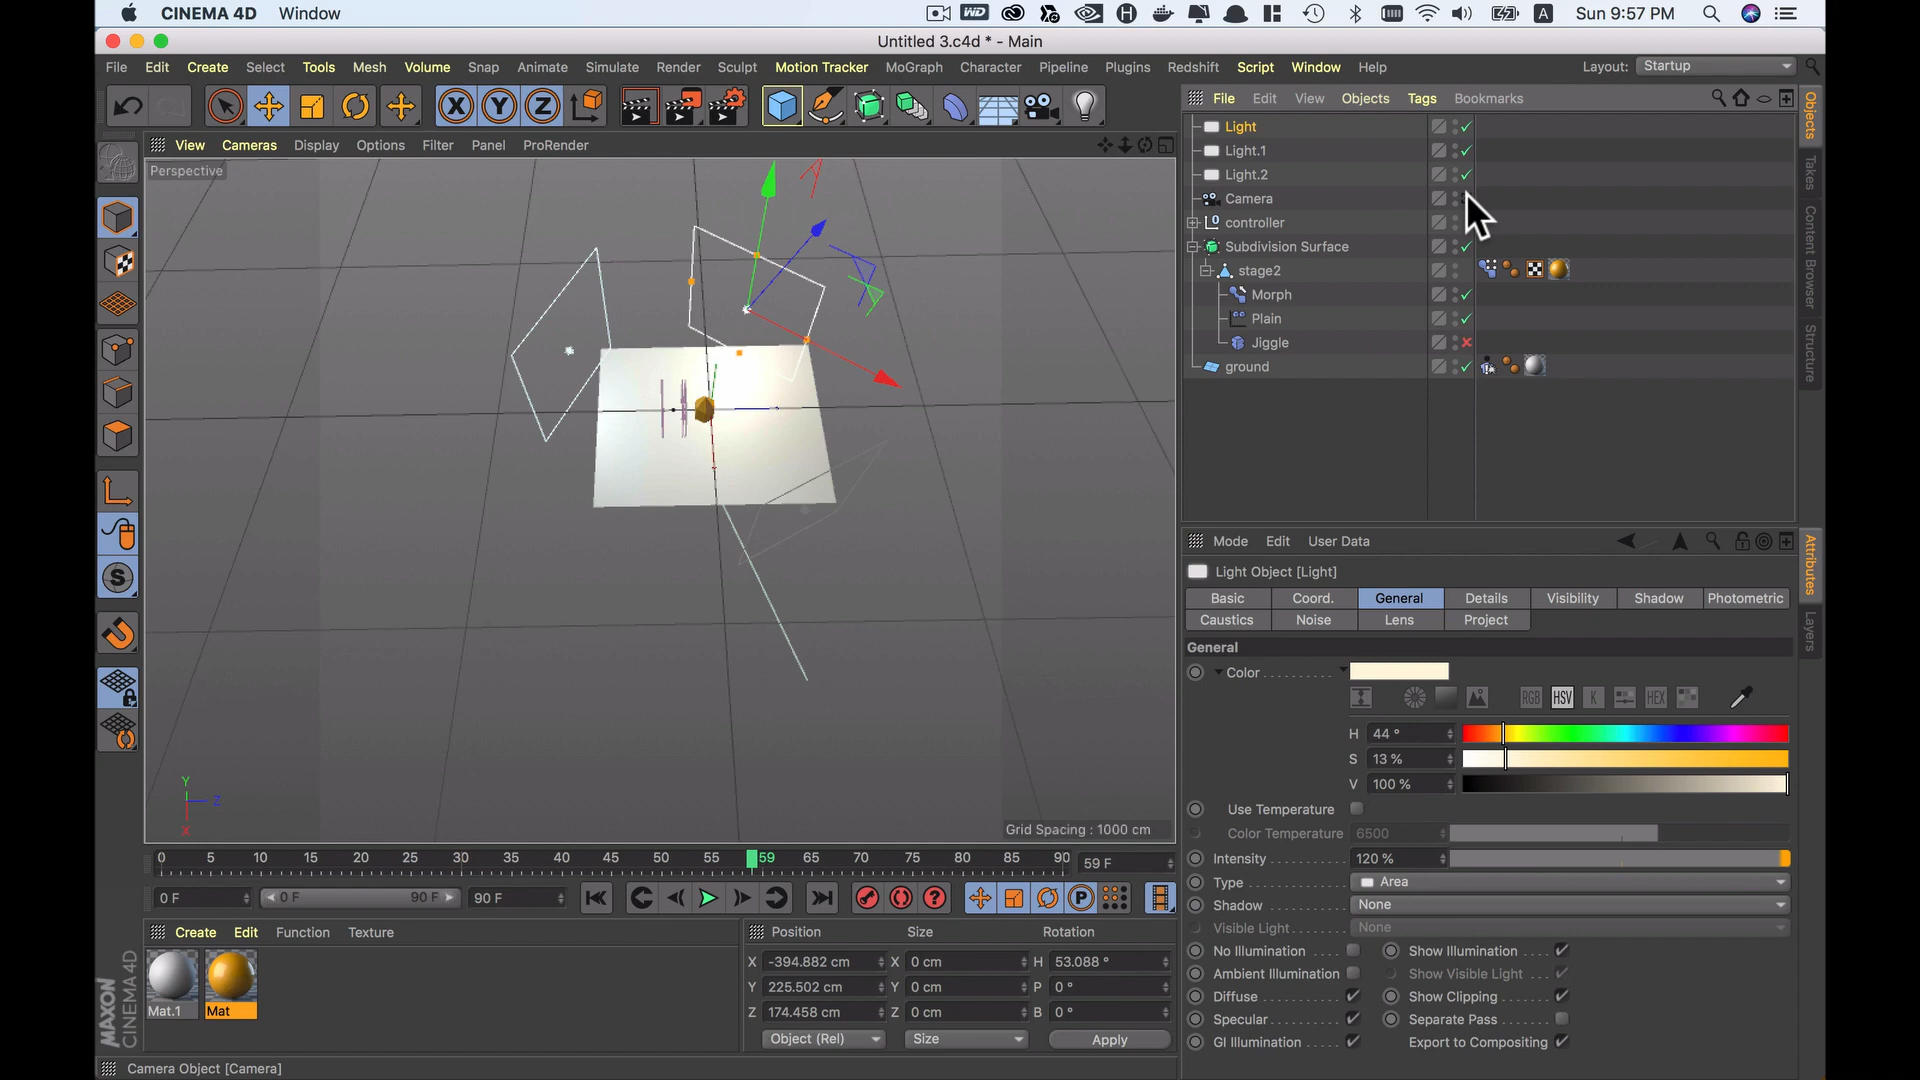 CINEMA 4D Window
Sun 9:57 PM
Untitled 3.c4d * - Main
File Edit Create Select Tools Mesh Volume Snap Animate Simulate Render Sculpt Motion Tracker MoGraph Character Pipeline Plugins Redshift Script Window Help Layout: Startup
X Y Z
View Cameras Display Options Filter Panel ProRender
Perspective
Y
Z
X
Grid Spacing : 1000 cm
0 5 10 15 20 25 30 35 40 45 50 55 59 65 70 75 80 85 90 59 F
0 F 0 F 90 F 90 F
Create Edit Function Texture
Mat.1 Mat
MAXON CINEMA 4D
Position Size Rotation
X -394.882 cm X 0 cm H 53.088 °
Y 225.502 cm Y 0 cm P 0 °
Z 174.458 cm Z 0 cm B 0 °
Object (Rel) Size Apply
Camera Object [Camera]
File Edit View Objects Tags Bookmarks
Light
Light.1
Light.2
Camera
controller
Subdivision Surface
stage2
Morph
Plain
Jiggle
ground
Objects
Takes
Content Browser
Structure
Mode Edit User Data
Light Object [Light]
Basic Coord. General Details Visibility Shadow Photometric
Caustics Noise Lens Project
General
Color
RGB HSV K HEX
H 44 °
S 13 %
V 100 %
Use Temperature
Color Temperature 6500
Intensity 120 %
Type Area
Shadow None
Visible Light None
No Illumination Show Illumination
Ambient Illumination Show Visible Light
Diffuse Show Clipping
Specular Separate Pass
GI Illumination Export to Compositing
Attributes
Layers